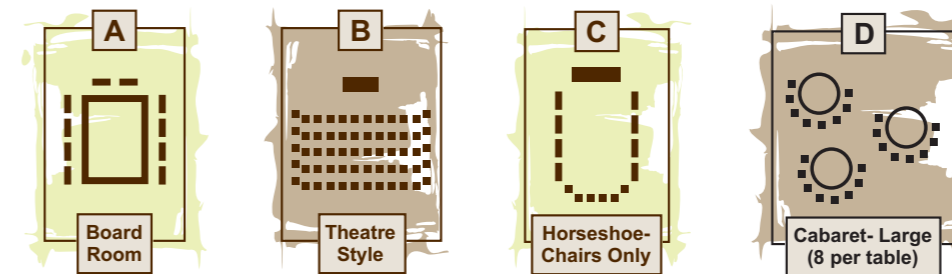 A
Board
Room
B
Theatre
Style
C
Horseshoe-
Chairs Only
D
Cabaret- Large
(8 per table)